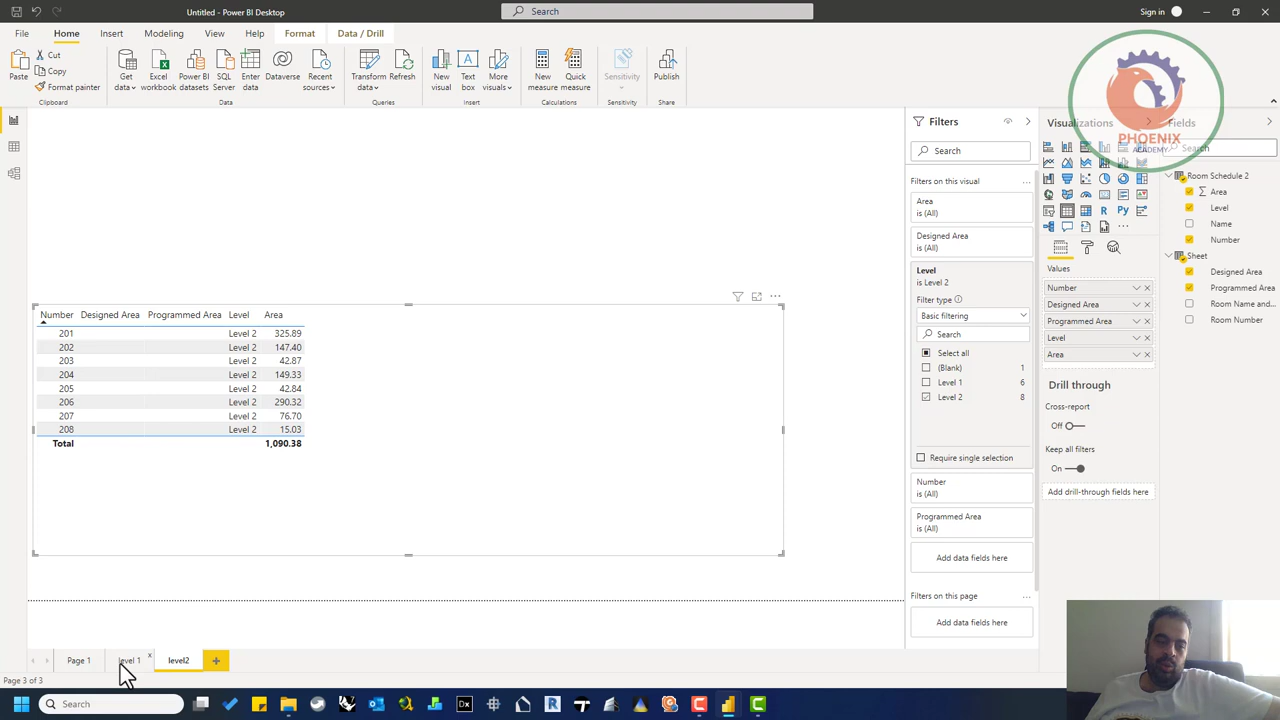 Untitled - Power BI Desktop
Search
Sign in
File
Home
Insert
Modeling
View
Help
Format
Data / Drill
Paste
Cut
Copy
Format painter
Clipboard
Get data
Excel workbook
Power BI datasets
SQL Server
Enter data
Dataverse
Recent sources
Data
Transform data
Refresh
Queries
New visual
Text box
More visuals
Insert
New measure
Quick measure
Calculations
Sensitivity
Sensitivity
Publish
Share
PHOENIX
ACADEMY
Number Designed Area Programmed Area Level Area
201 Level 2 325.89
202 Level 2 147.40
203 Level 2 42.87
204 Level 2 149.33
205 Level 2 42.84
206 Level 2 290.32
207 Level 2 76.70
208 Level 2 15.03
Total 1,090.38
Filters
Search
Filters on this visual
Area
is (All)
Designed Area
is (All)
Level
is Level 2
Filter type
Basic filtering
Search
Select all
(Blank) 1
Level 1 6
Level 2 8
Require single selection
Number
is (All)
Programmed Area
is (All)
Add data fields here
Filters on this page
Add data fields here
Visualizations
Values
Number
Designed Area
Programmed Area
Level
Area
Drill through
Cross-report
Off
Keep all filters
On
Add drill-through fields here
Fields
Search
Room Schedule 2
Area
Level
Name
Number
Sheet
Designed Area
Programmed Area
Room Name and...
Room Number
Page 1
level 1
level2
Page 3 of 3
Search